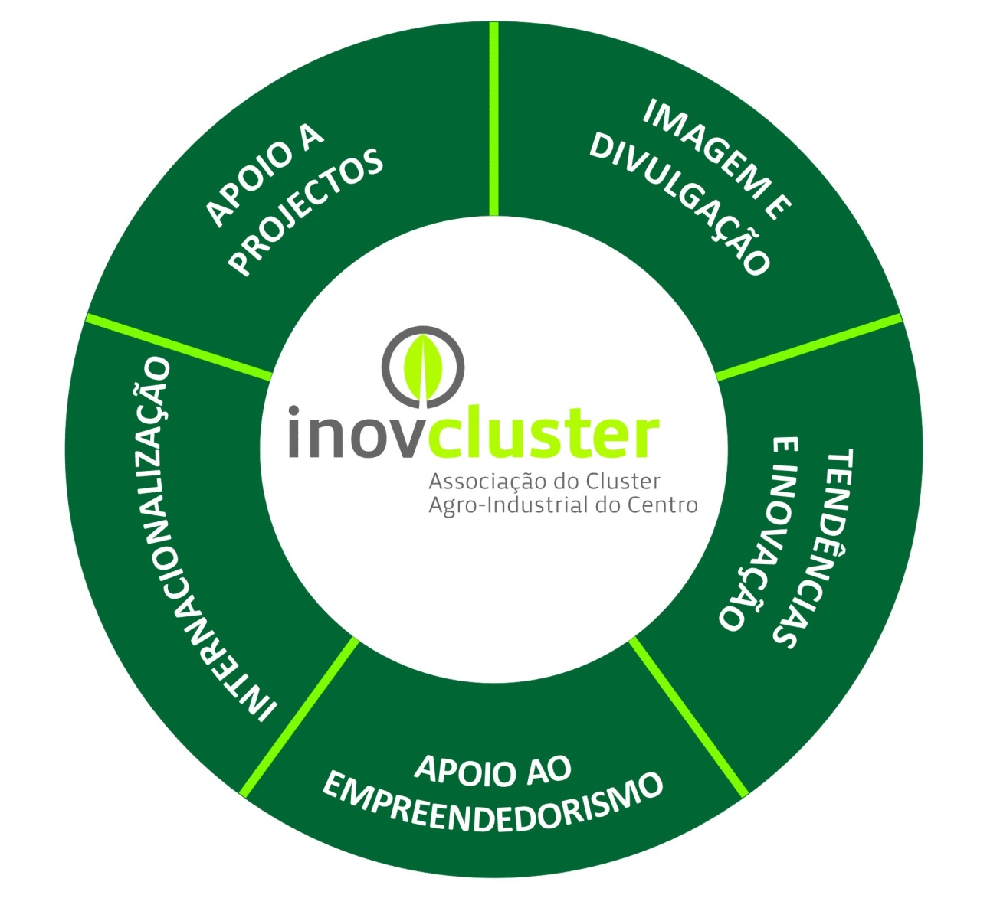 APOIO A
PROJECTOS
IMAGEM E
DIVULGAÇÃO
TENDÊNCIAS
E INOVAÇÃO
APOIO AO
EMPREENDEDORISMO
INTERNACIONALIZAÇÃO
inovcluster
Associação do Cluster
Agro-Industrial do Centro